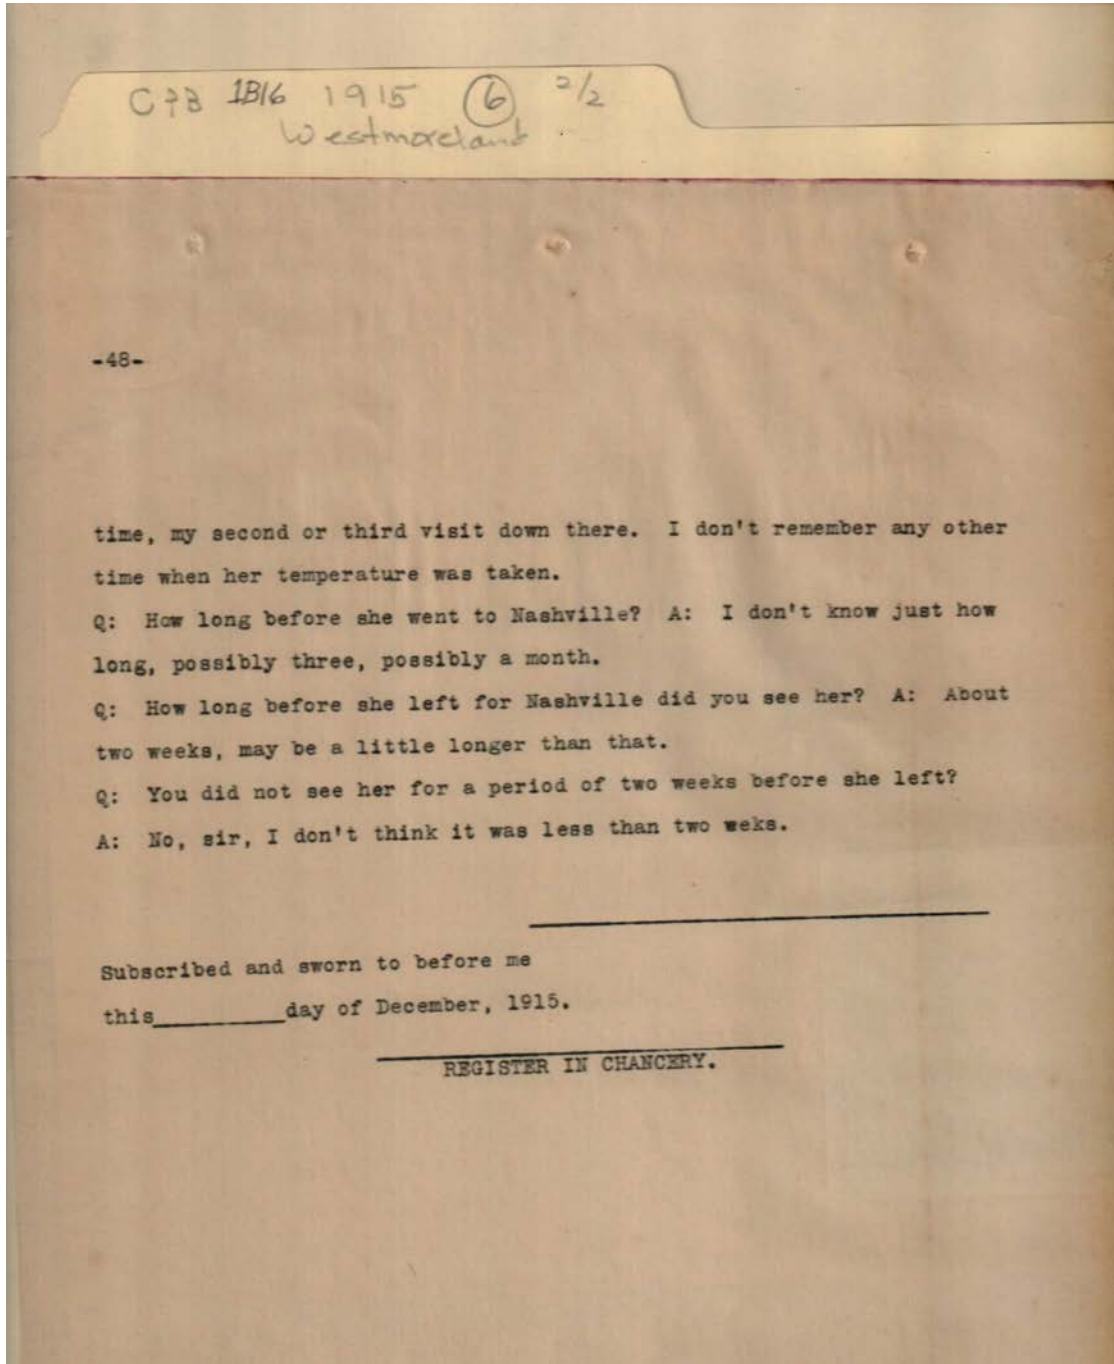 C&B 1B16 1915 6 2/2
Westmoreland
-48-
time, my second or third visit down there. I don't remember any other
time when her temperature was taken.
Q: How long before she went to Nashville? A: I don't know just how
long, possibly three, possibly a month.
Q: How long before she left for Nashville did you see her? A: About
two weeks, may be a little longer than that.
Q: You did not see her for a period of two weeks before she left?
A: No, sir, I don't think it was less than two weks.
Subscribed and sworn to before me
this_________day of December, 1915.
REGISTER IN CHANCERY.